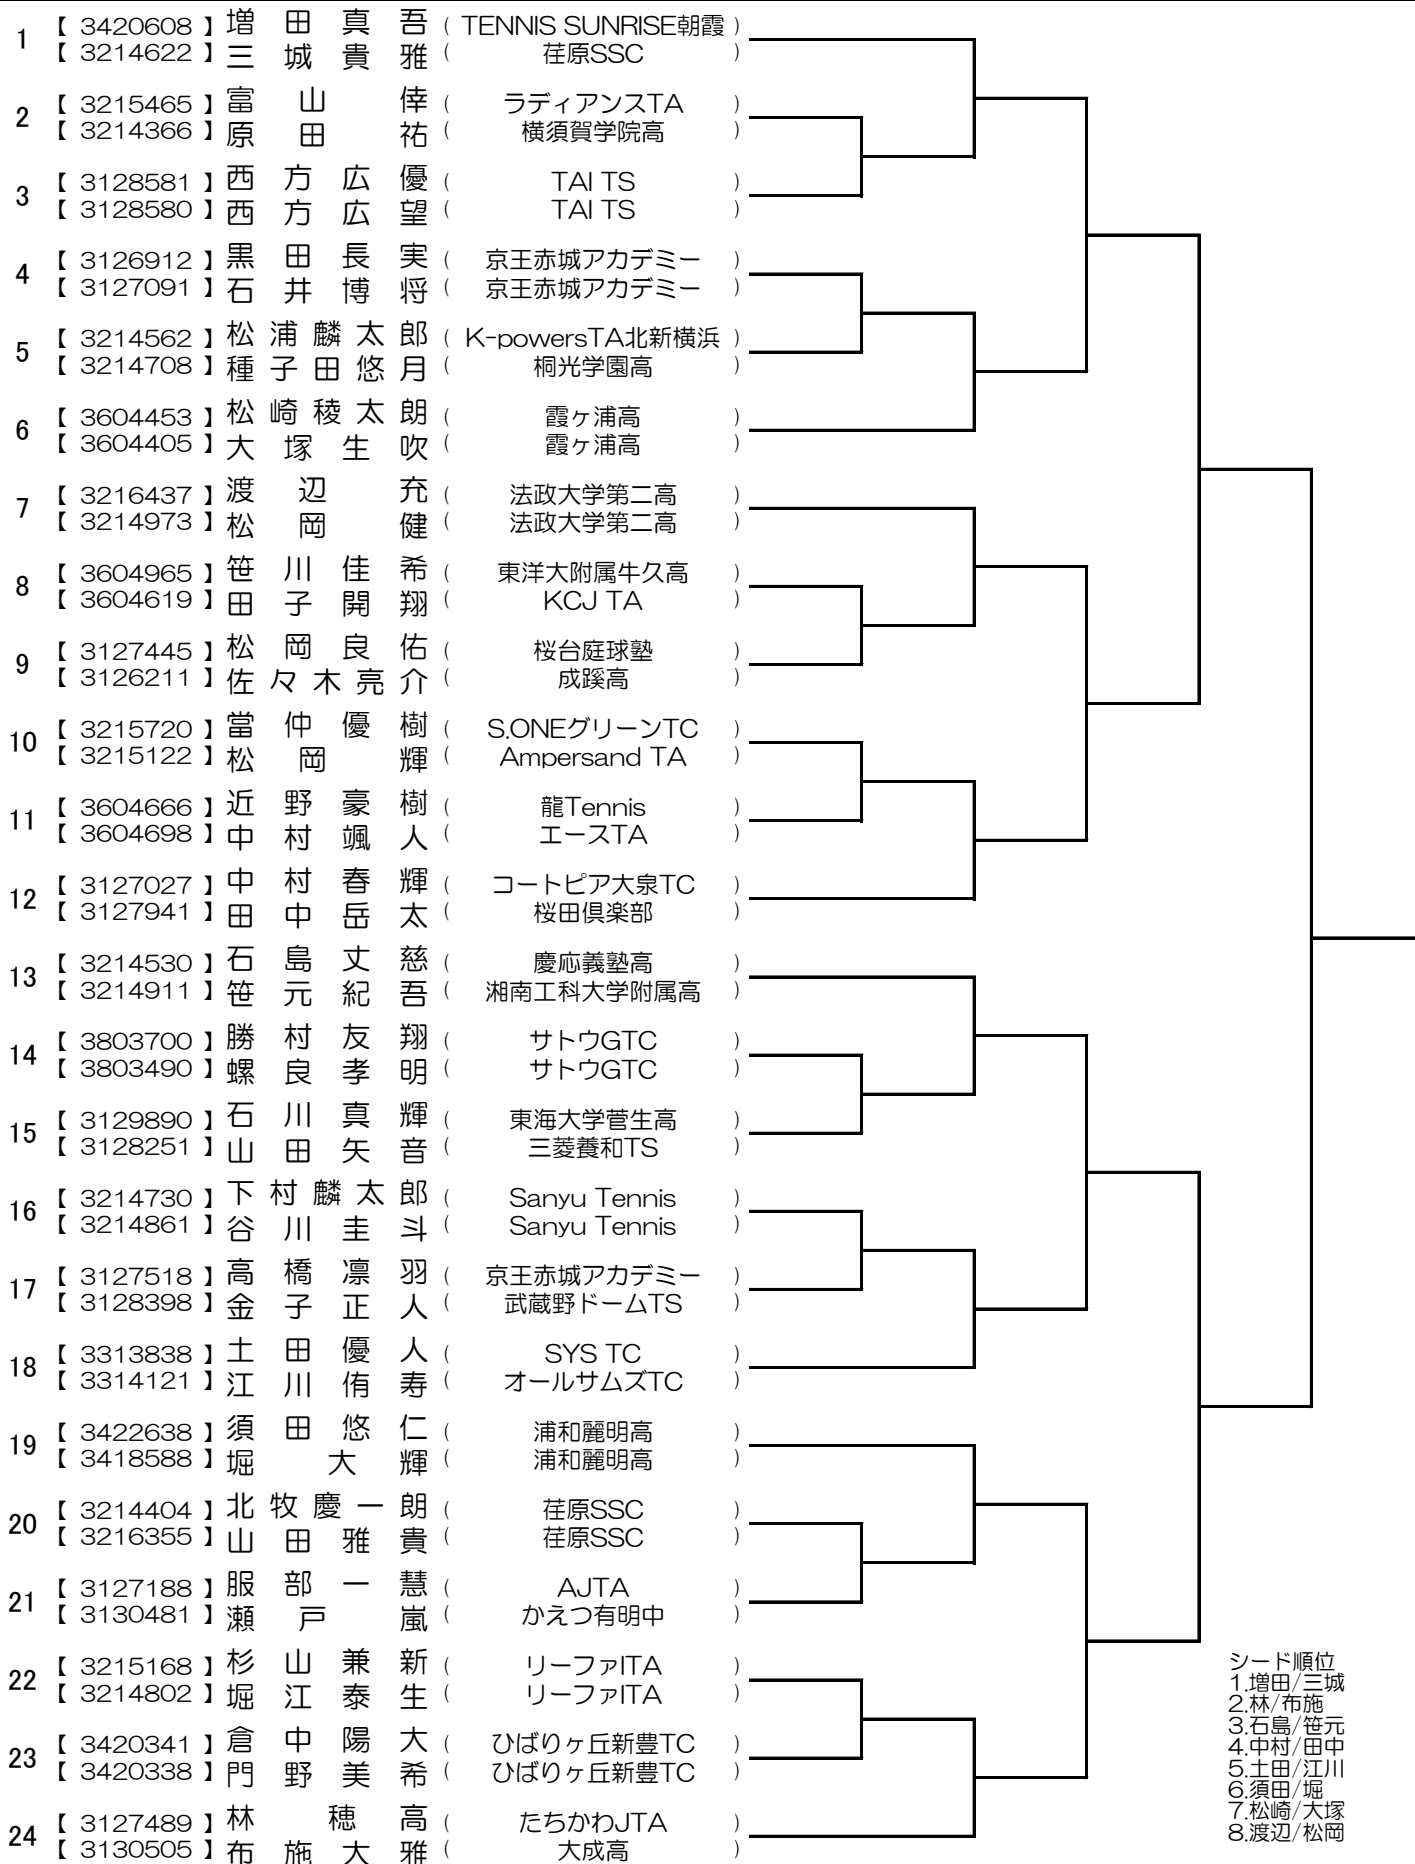 1 【 3420608 】 増田真吾 ( TENNIS SUNRISE朝霞 )
【 3214622 】 三城貴雅 ( 荏原SSC )
2 【 3215465 】 富山倖 ( ラディアンスTA )
【 3214366 】 原田祐 ( 横須賀学院高 )
3 【 3128581 】 西方広優 ( TAI TS )
【 3128580 】 西方広望 ( TAI TS )
4 【 3126912 】 黒田長実 ( 京王赤城アカデミー )
【 3127091 】 石井博将 ( 京王赤城アカデミー )
5 【 3214562 】 松浦麟太郎 ( K-powersTA北新横浜 )
【 3214708 】 種子田悠月 ( 桐光学園高 )
6 【 3604453 】 松崎稜太朗 ( 霞ヶ浦高 )
【 3604405 】 大塚生吹 ( 霞ヶ浦高 )
7 【 3216437 】 渡辺充 ( 法政大学第二高 )
【 3214973 】 松岡健 ( 法政大学第二高 )
8 【 3604965 】 笹川佳希 ( 東洋大附属牛久高 )
【 3604619 】 田子開翔 ( KCJ TA )
9 【 3127445 】 松岡良佑 ( 桜台庭球塾 )
【 3126211 】 佐々木亮介 ( 成蹊高 )
10 【 3215720 】 當仲優樹 ( S.ONEグリーンTC )
【 3215122 】 松岡輝 ( Ampersand TA )
11 【 3604666 】 近野豪樹 ( 龍Tennis )
【 3604698 】 中村颯人 ( エースTA )
12 【 3127027 】 中村春輝 ( コートピア大泉TC )
【 3127941 】 田中岳太 ( 桜田倶楽部 )
13 【 3214530 】 石島丈慈 ( 慶応義塾高 )
【 3214911 】 笹元紀吾 ( 湘南工科大学附属高 )
14 【 3803700 】 勝村友翔 ( サトウGTC )
【 3803490 】 螺良孝明 ( サトウGTC )
15 【 3129890 】 石川真輝 ( 東海大学菅生高 )
【 3128251 】 山田矢音 ( 三菱養和TS )
16 【 3214730 】 下村麟太郎 ( Sanyu Tennis )
【 3214861 】 谷川圭斗 ( Sanyu Tennis )
17 【 3127518 】 高橋凛羽 ( 京王赤城アカデミー )
【 3128398 】 金子正人 ( 武蔵野ドームTS )
18 【 3313838 】 土田優人 ( SYS TC )
【 3314121 】 江川侑寿 ( オールサムズTC )
19 【 3422638 】 須田悠仁 ( 浦和麗明高 )
【 3418588 】 堀大輝 ( 浦和麗明高 )
20 【 3214404 】 北牧慶一朗 ( 荏原SSC )
【 3216355 】 山田雅貴 ( 荏原SSC )
21 【 3127188 】 服部一慧 ( AJTA )
【 3130481 】 瀬戸嵐 ( かえつ有明中 )
22 【 3215168 】 杉山兼新 ( リーファITA )
【 3214802 】 堀江泰生 ( リーファITA )
23 【 3420341 】 倉中陽大 ( ひばりヶ丘新豊TC )
【 3420338 】 門野美希 ( ひばりヶ丘新豊TC )
24 【 3127489 】 林穂高 ( たちかわJTA )
【 3130505 】 布施大雅 ( 大成高 )
シード順位
1.増田/三城
2.林/布施
3.石島/笹元
4.中村/田中
5.土田/江川
6.須田/堀
7.松崎/大塚
8.渡辺/松岡